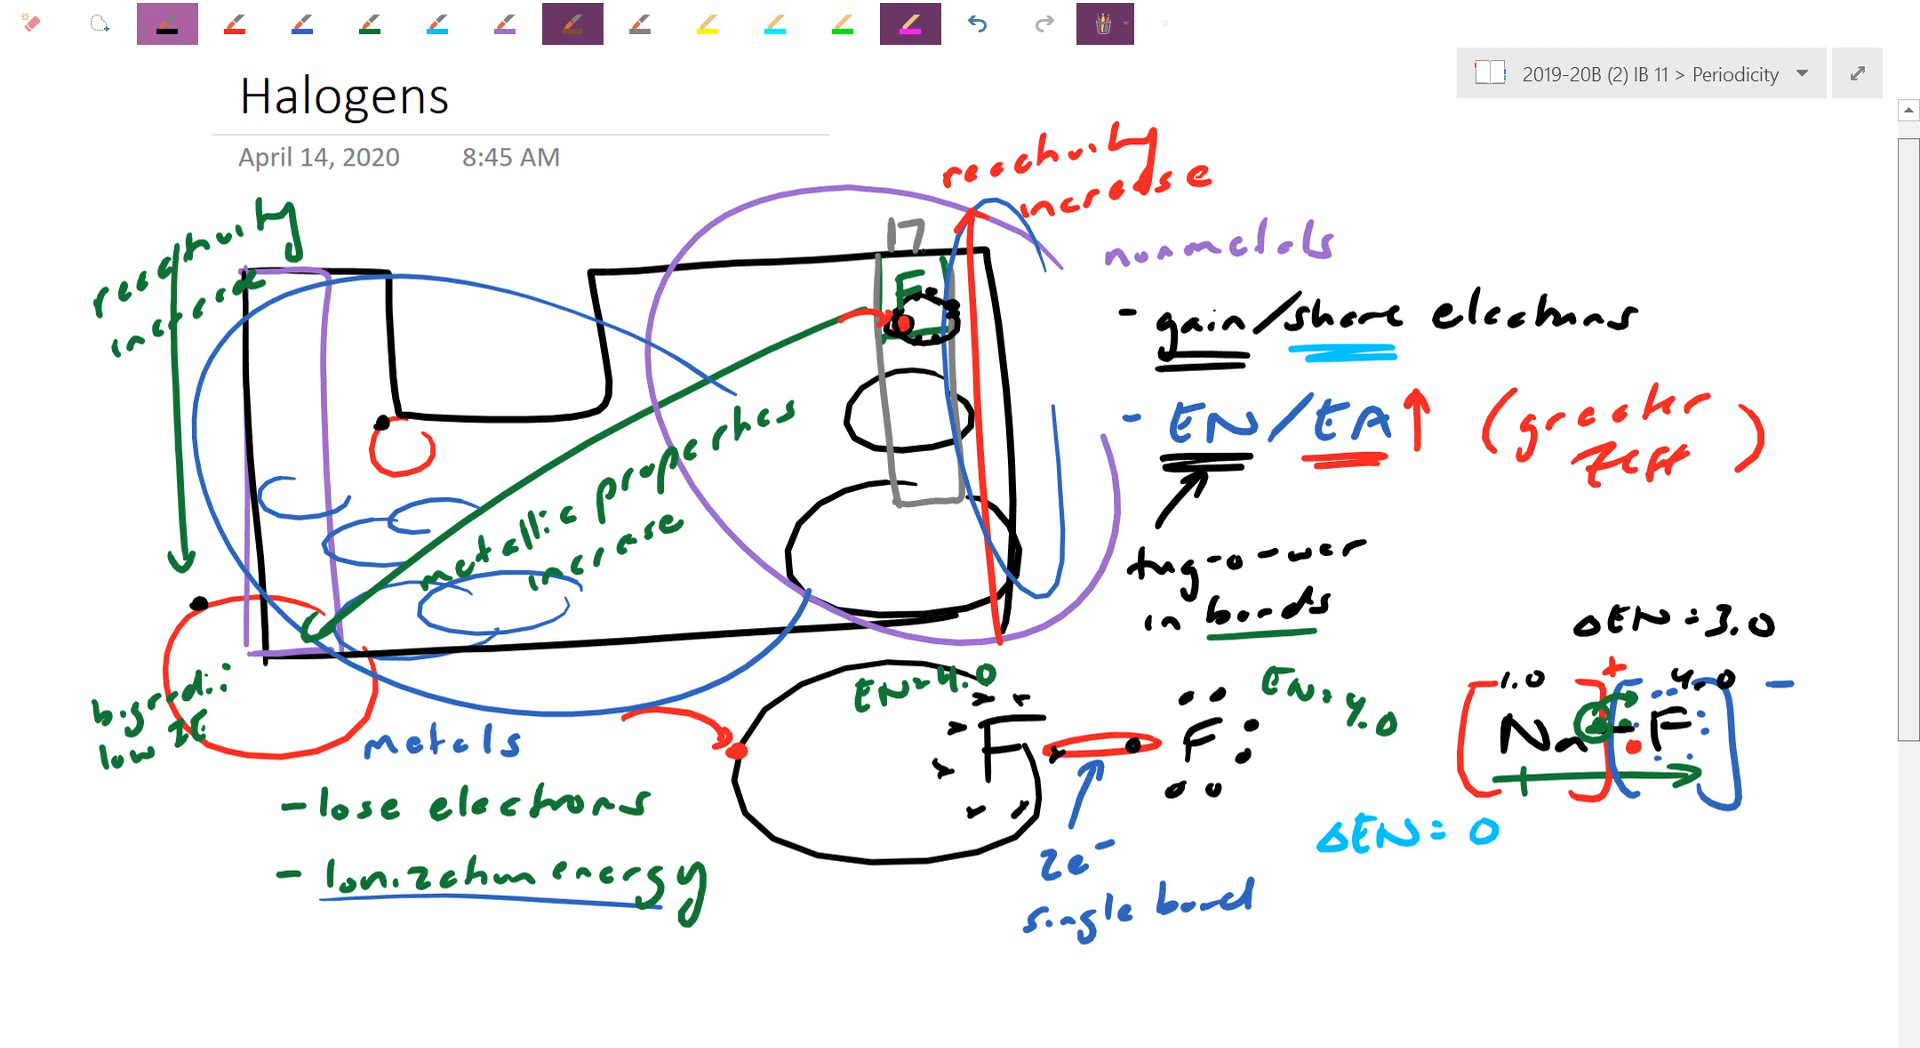 Halogens
April 14, 2020 8:45 AM
2019-20B (2) IB 11 > Periodicity
reactivity
increase
reactivity
increase
17
F
nonmetals
- gain/share electrons
- EN/EA ↑ (greater
Zeff)
tug-o-war
in bonds
metallic properties
increase
big radii
low IE
metals
- lose electrons
- Ionization energy
EN=4.0
F F
EN=4.0
2e-
single bond
ΔEN=0
ΔEN=3.0
1.0 + 4.0 -
[Na] [F]